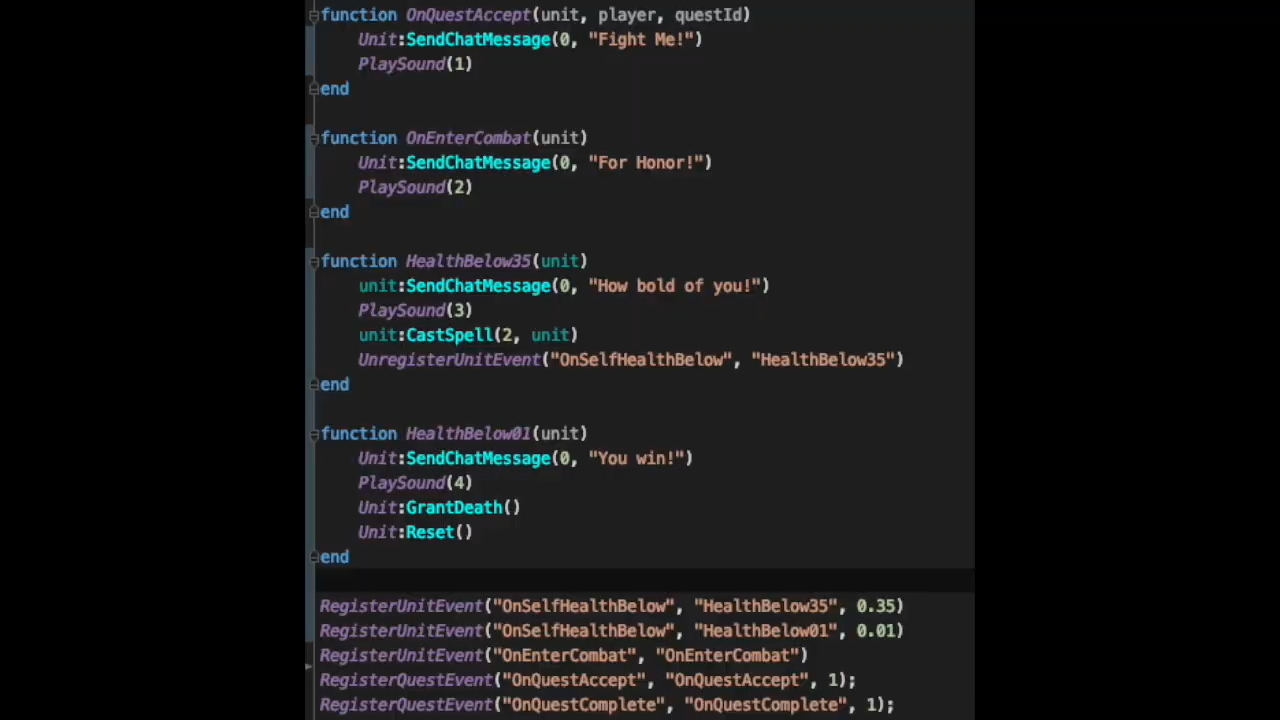 function OnQuestAccept(unit, player, questId)
    Unit:SendChatMessage(0, "Fight Me!")
    PlaySound(1)
end
function OnEnterCombat(unit)
    Unit:SendChatMessage(0, "For Honor!")
    PlaySound(2)
end
function HealthBelow35(unit)
    unit:SendChatMessage(0, "How bold of you!")
    PlaySound(3)
    unit:CastSpell(2, unit)
    UnregisterUnitEvent("OnSelfHealthBelow", "HealthBelow35")
end
function HealthBelow01(unit)
    Unit:SendChatMessage(0, "You win!")
    PlaySound(4)
    Unit:GrantDeath()
    Unit:Reset()
end
RegisterUnitEvent("OnSelfHealthBelow", "HealthBelow35", 0.35)
RegisterUnitEvent("OnSelfHealthBelow", "HealthBelow01", 0.01)
RegisterUnitEvent("OnEnterCombat", "OnEnterCombat")
RegisterQuestEvent("OnQuestAccept", "OnQuestAccept", 1);
RegisterQuestEvent("OnQuestComplete", "OnQuestComplete", 1);